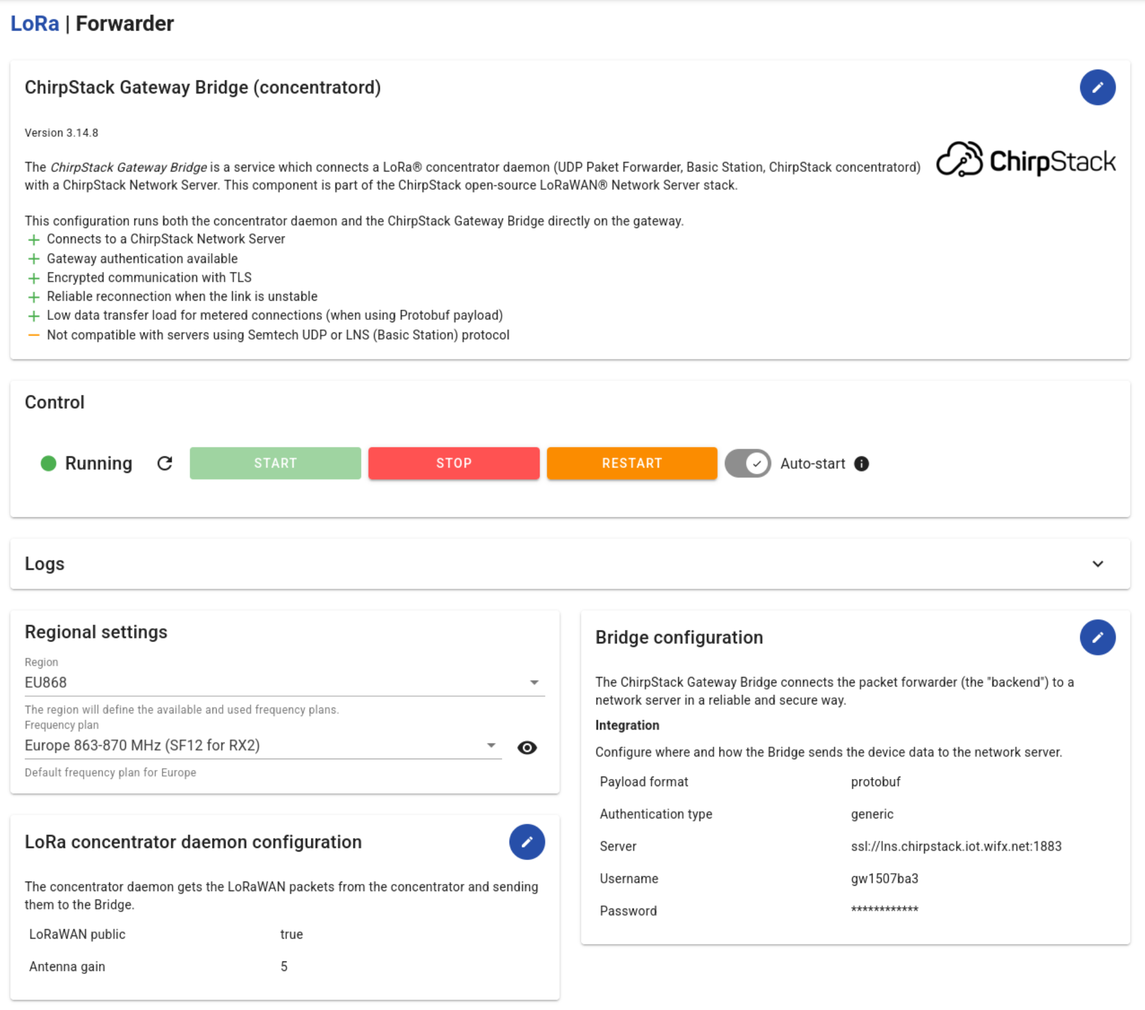 LoRa | Forwarder
ChirpStack Gateway Bridge (concentratord)
Version 3.14.8
The ChirpStack Gateway Bridge is a service which connects a LoRa® concentrator daemon (UDP Paket Forwarder, Basic Station, ChirpStack concentratord)
with a ChirpStack Network Server. This component is part of the ChirpStack open-source LoRaWAN® Network Server stack.
ChirpStack
This configuration runs both the concentrator daemon and the ChirpStack Gateway Bridge directly on the gateway.
+ Connects to a ChirpStack Network Server
+ Gateway authentication available
+ Encrypted communication with TLS
+ Reliable reconnection when the link is unstable
+ Low data transfer load for metered connections (when using Protobuf payload)
− Not compatible with servers using Semtech UDP or LNS (Basic Station) protocol
Control
Running START STOP RESTART Auto-start
Logs
Regional settings
Region
EU868
The region will define the available and used frequency plans.
Frequency plan
Europe 863-870 MHz (SF12 for RX2)
Default frequency plan for Europe
LoRa concentrator daemon configuration
The concentrator daemon gets the LoRaWAN packets from the concentrator and sending
them to the Bridge.
LoRaWAN public true
Antenna gain 5
Bridge configuration
The ChirpStack Gateway Bridge connects the packet forwarder (the "backend") to a
network server in a reliable and secure way.
Integration
Configure where and how the Bridge sends the device data to the network server.
Payload format protobuf
Authentication type generic
Server ssl://lns.chirpstack.iot.wifx.net:1883
Username gw1507ba3
Password ************